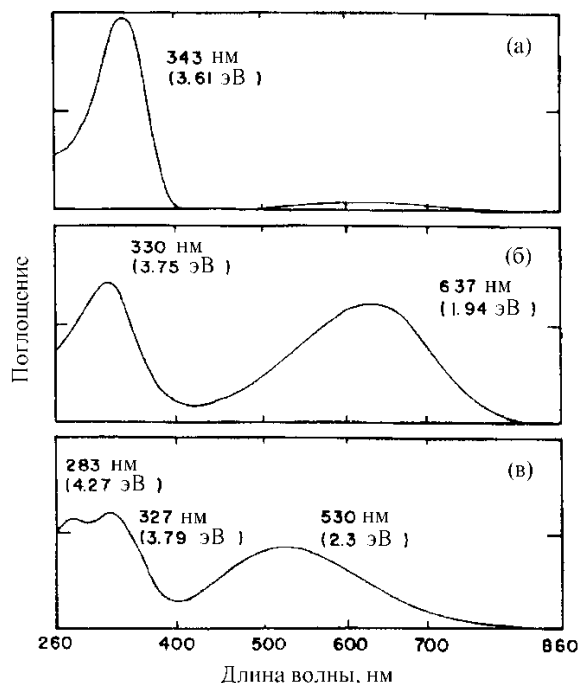 343 нм
(3.61 эВ )
(а)
330 нм
(3.75 эВ )
(б)
637 нм
(1.94 эВ )
283 нм
(4.27 эВ )
(в)
327 нм
(3.79 эВ )
530 нм
(2.3 эВ )
Поглощение
260 400 500 600 700 860
Длина волны, нм